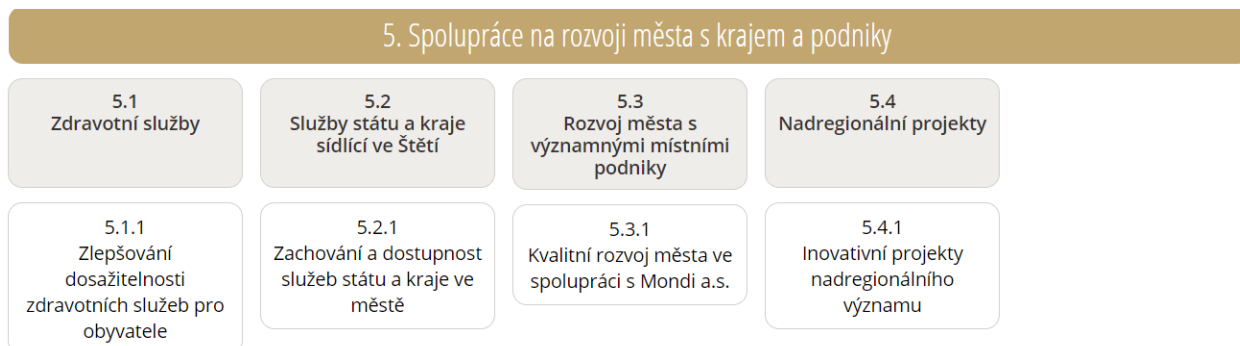 5. Spolupráce na rozvoji města s krajem a podniky
5.1
Zdravotní služby
5.2
Služby státu a kraje
sídlící ve Štětí
5.3
Rozvoj města s
významnými místními
podniky
5.4
Nadregionální projekty
5.1.1
Zlepšování
dosažitelnosti
zdravotních služeb pro
obyvatele
5.2.1
Zachování a dostupnost
služeb státu a kraje ve
městě
5.3.1
Kvalitní rozvoj města ve
spolupráci s Mondi a.s.
5.4.1
Inovativní projekty
nadregionálního
významu